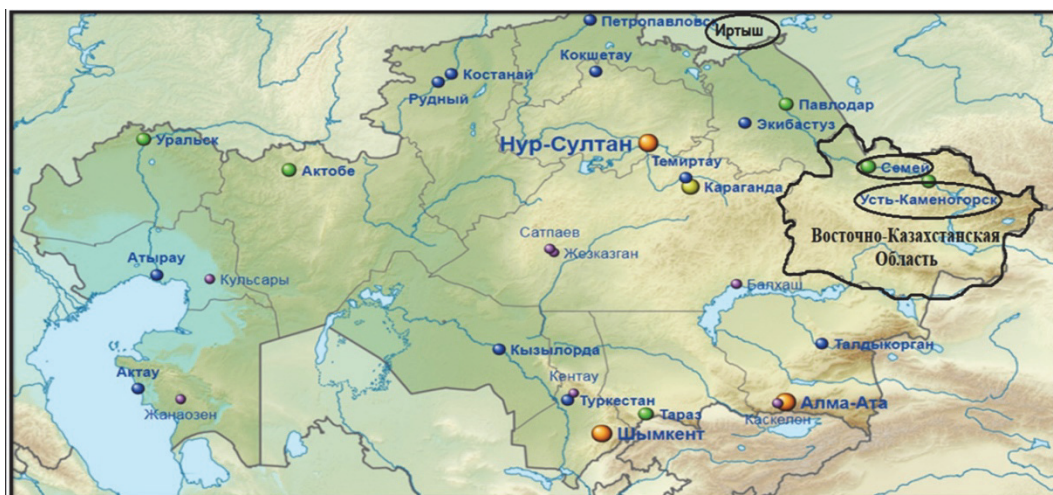 Петропавловск
Иртыш
Кокшетау
Костанай
Рудный
Павлодар
Экибастуз
Уральск
Нур-Султан
Актобе
Темиртау
Караганда
Семей
Усть-Каменогорск
Восточно-Казахстанская
Область
Сатпаев
Жезказган
Атырау
Кульсары
Балхаш
Талдыкорган
Кызылорда
Кентау
Актау
Жанаозен
Туркестан
Тараз
Алма-Ата
Каскелен
Шымкент